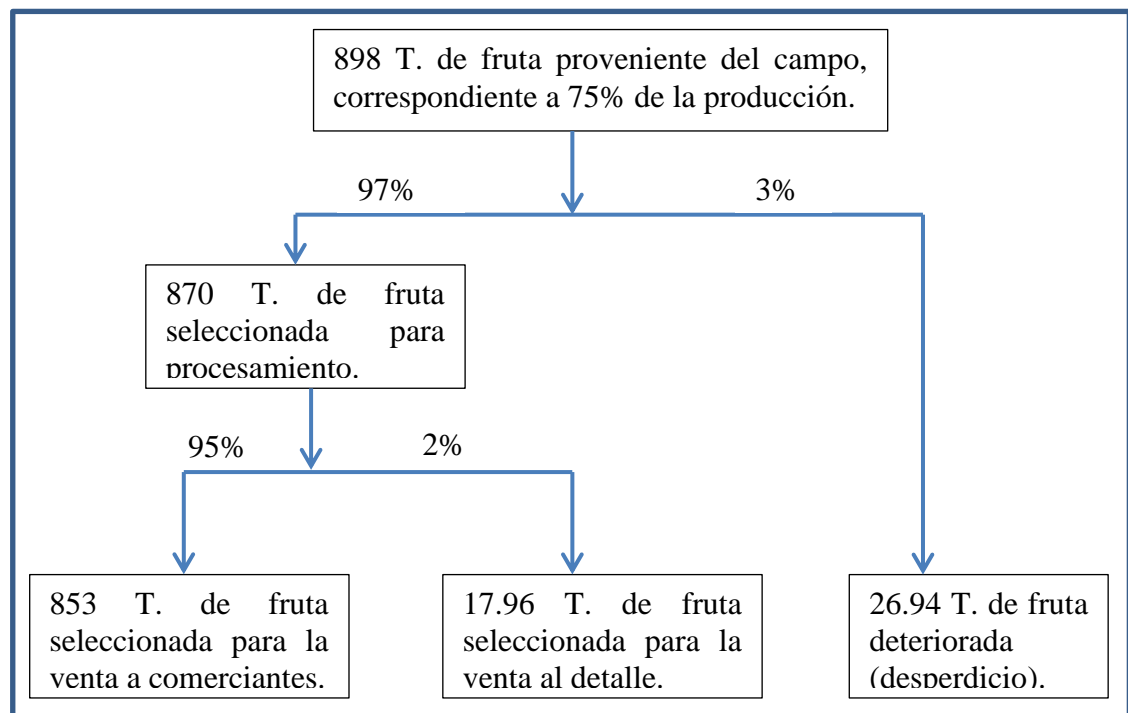 898 T. de fruta proveniente del campo,
correspondiente a 75% de la producción.
97%
3%
870 T. de fruta
seleccionada para
procesamiento.
95%
2%
853 T. de fruta
seleccionada para la
venta a comerciantes.
17.96 T. de fruta
seleccionada para la
venta al detalle.
26.94 T. de fruta
deteriorada
(desperdicio).